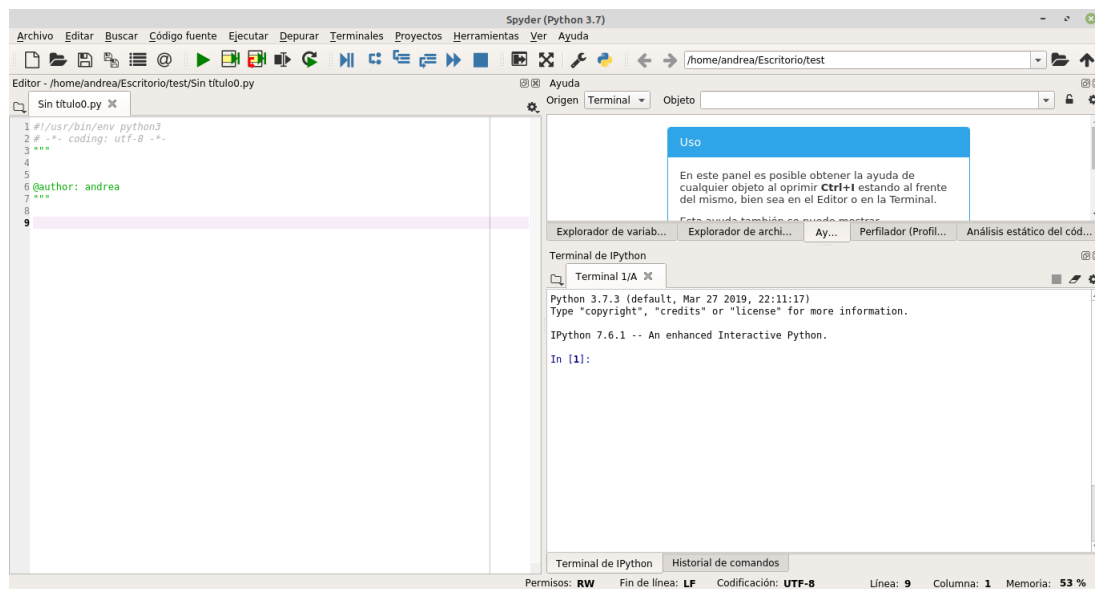 Spyder (Python 3.7)
Archivo Editar Buscar Código fuente Ejecutar Depurar Terminales Proyectos Herramientas Ver Ayuda
/home/andrea/Escritorio/test
Editor - /home/andrea/Escritorio/test/Sin título0.py
Sin título0.py
1 #!/usr/bin/env python3
2 # -*- coding: utf-8 -*-
3 """
4
5
6 @author: andrea
7 """
8
9
Ayuda
Origen Terminal Objeto
Uso
En este panel es posible obtener la ayuda de
cualquier objeto al oprimir Ctrl+I estando al frente
del mismo, bien sea en el Editor o en la Terminal.
Esta ayuda también se puede mostrar
Explorador de variab... Explorador de archi... Ay... Perfilador (Profil... Análisis estático del cód...
Terminal de IPython
Terminal 1/A
Python 3.7.3 (default, Mar 27 2019, 22:11:17)
Type "copyright", "credits" or "license" for more information.
IPython 7.6.1 -- An enhanced Interactive Python.
In [1]:
Terminal de IPython Historial de comandos
Permisos: RW Fin de línea: LF Codificación: UTF-8 Línea: 9 Columna: 1 Memoria: 53 %